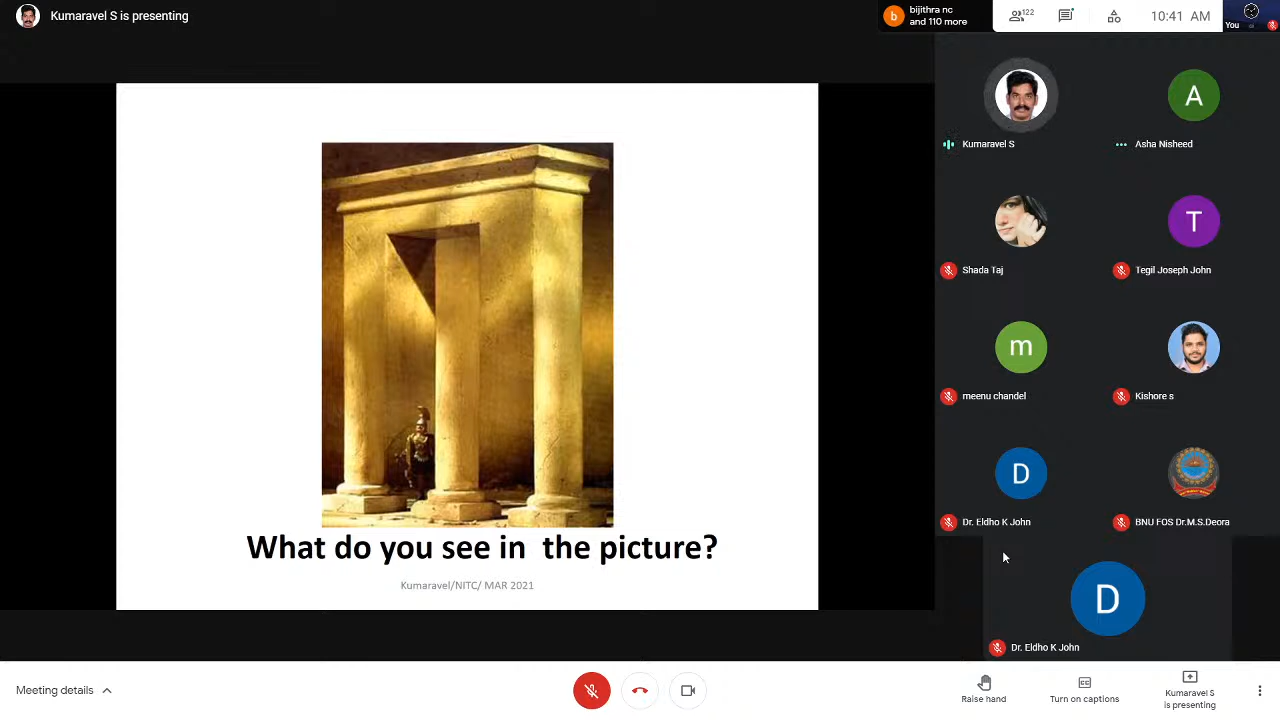 Kumaravel S is presenting
b
bijithra nc
and 110 more
122
10:41 AM
You
Kumaravel S
A
Asha Nisheed
Shada Taj
T
Tegil Joseph John
m
meenu chandel
Kishore s
D
Dr. Eldho K John
BNU FOS Dr.M.S.Deora
D
Dr. Eldho K John
What do you see in the picture?
Kumaravel/NITC/ MAR 2021
Meeting details
Raise hand
CC
Turn on captions
Kumaravel S
is presenting